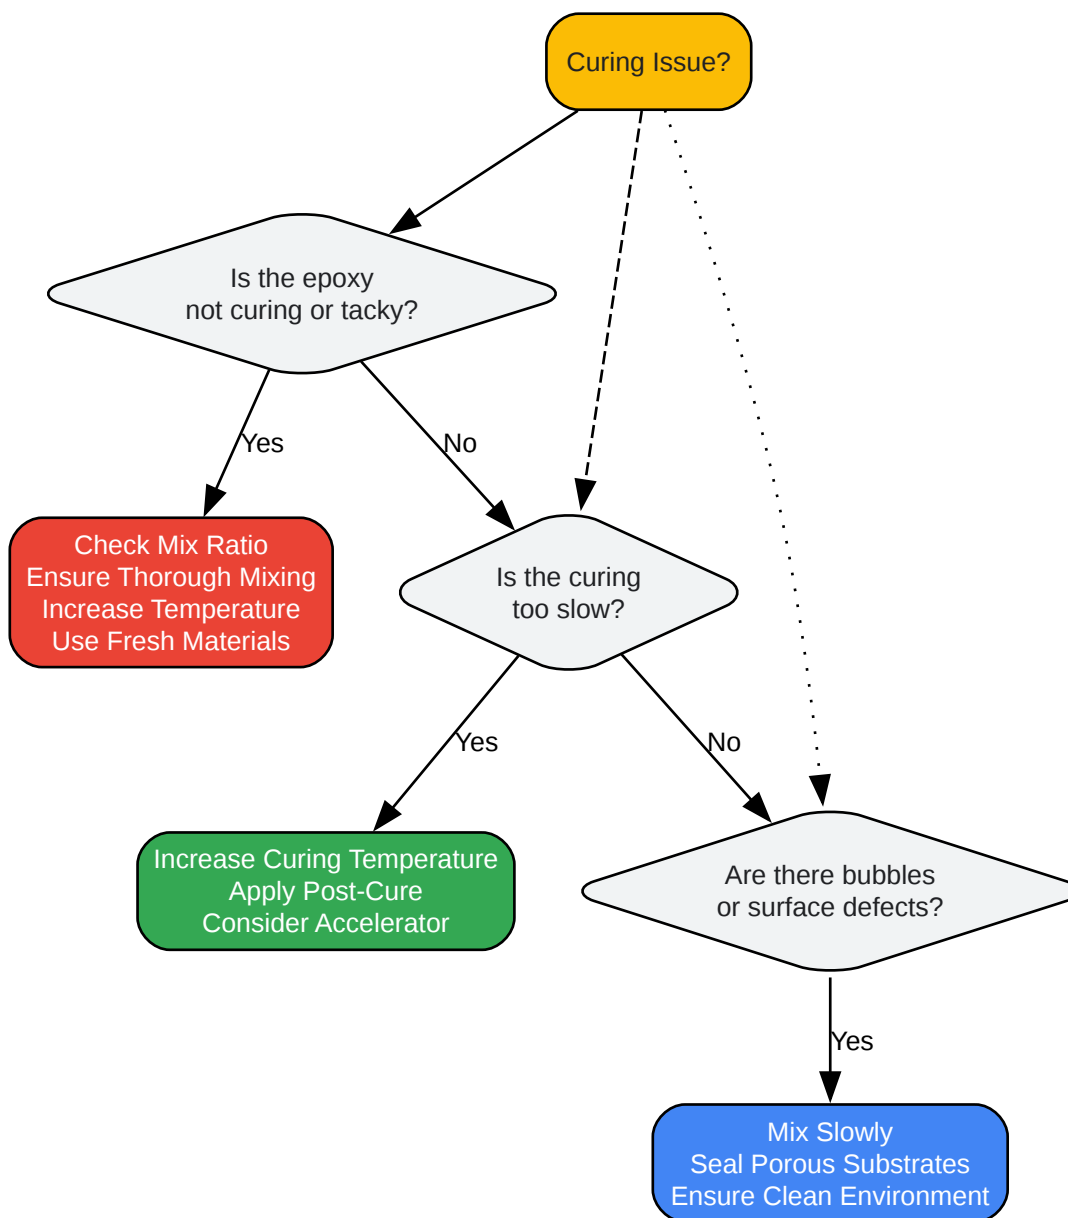 Curing Issue?
Is the epoxy
not curing or tacky?
Yes
No
Check Mix Ratio
Ensure Thorough Mixing
Increase Temperature
Use Fresh Materials
Is the curing
too slow?
Yes
No
Increase Curing Temperature
Apply Post-Cure
Consider Accelerator
Are there bubbles
or surface defects?
Yes
Mix Slowly
Seal Porous Substrates
Ensure Clean Environment